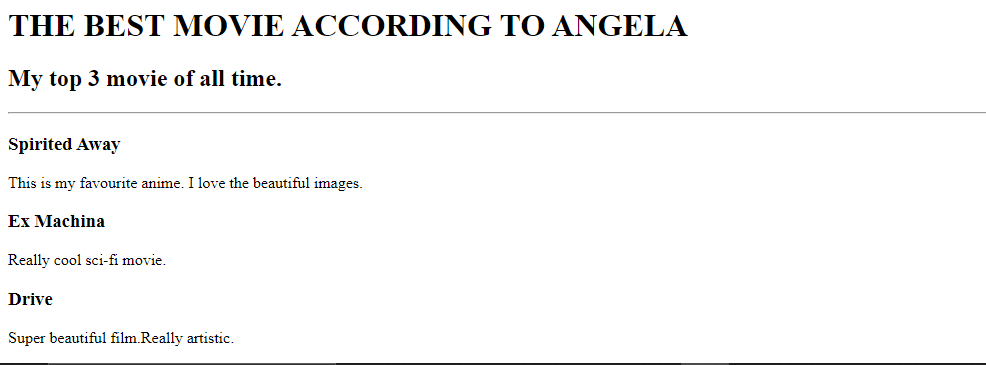 THE BEST MOVIE ACCORDING TO ANGELA
My top 3 movie of all time.
Spirited Away
This is my favourite anime. I love the beautiful images.
Ex Machina
Really cool sci-fi movie.
Drive
Super beautiful film.Really artistic.